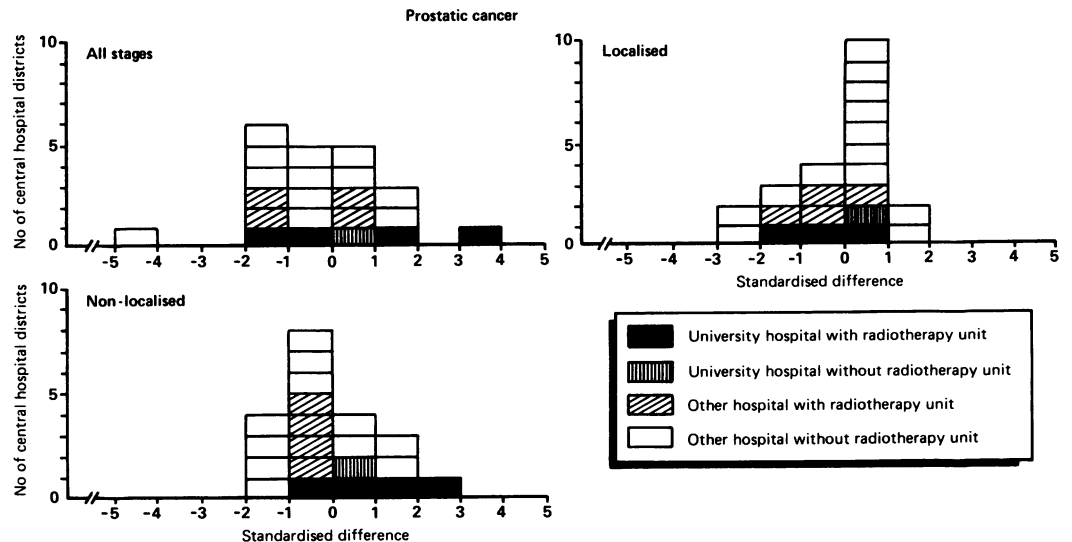 Prostatic cancer
No of central hospital districts
All stages
10
5
0
-5 -4 -3 -2 -1 0 1 2 3 4 5
Localised
10
5
0
-5 -4 -3 -2 -1 0 1 2 3 4 5
Standardised difference
No of central hospital districts
Non-localised
10
5
0
-5 -4 -3 -2 -1 0 1 2 3 4 5
Standardised difference
University hospital with radiotherapy unit
University hospital without radiotherapy unit
Other hospital with radiotherapy unit
Other hospital without radiotherapy unit